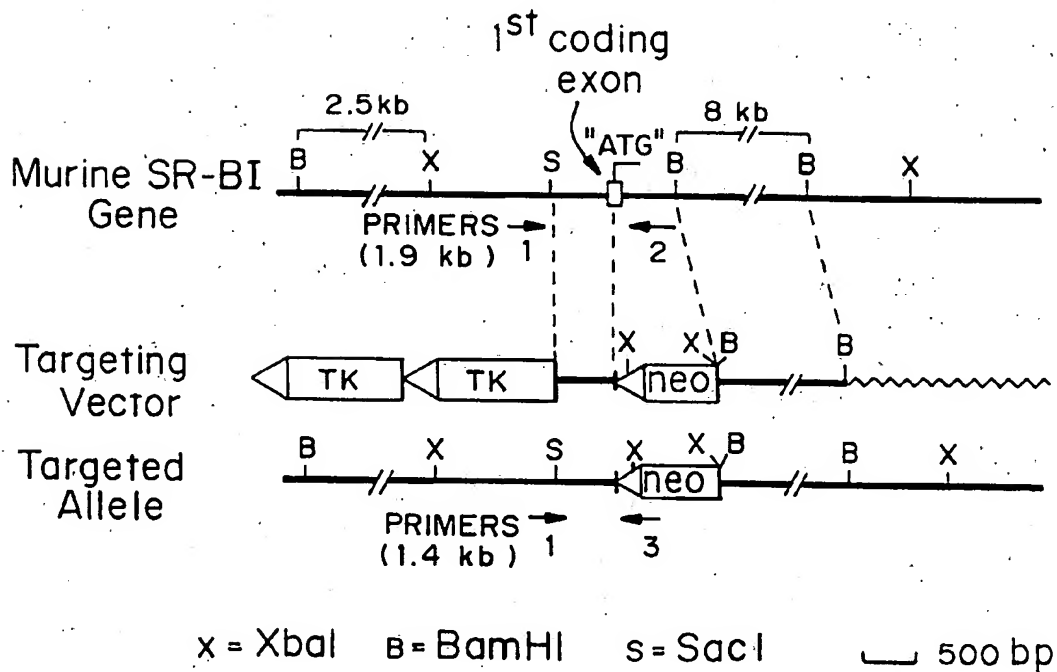 1st coding
exon
2.5 kb
"ATG"
8 kb
B X S B B X
Murine SR-BI
Gene
PRIMERS
(1.9 kb) 1 2
X X B B
Targeting
Vector
TK TK neo
B X S X X B B X
Targeted
Allele
neo
PRIMERS
(1.4 kb) 1 3
X = XbaI B = BamHI S = SacI 500 bp